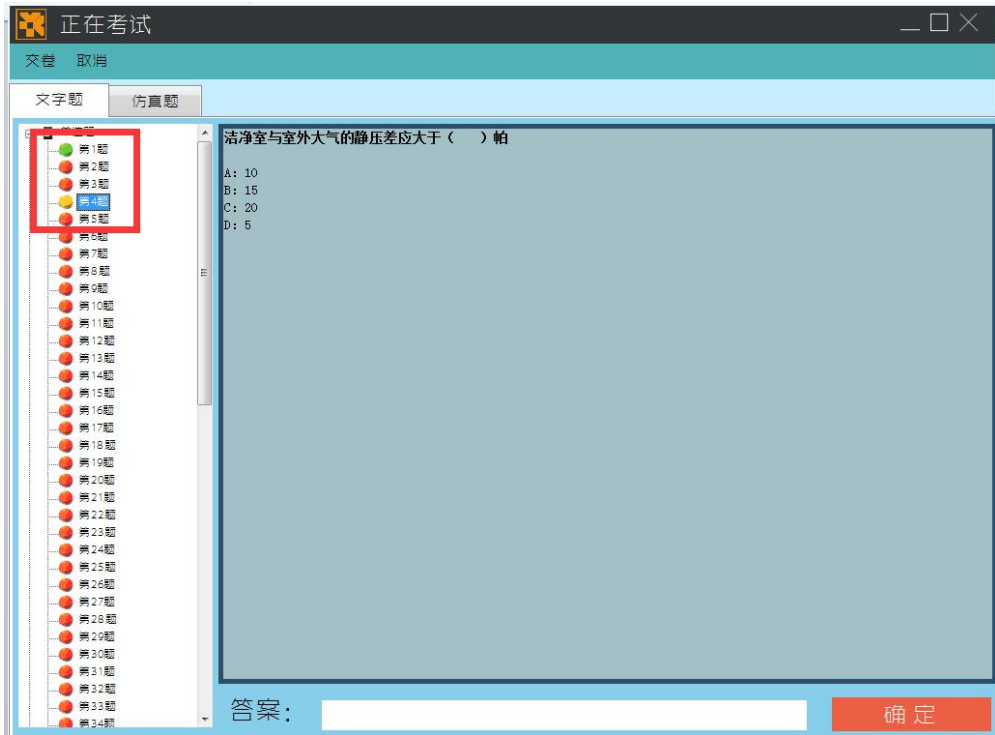 正在考试
交卷 取消
文字题 仿真题
第1题
第2题
第3题
第4题
第5题
第6题
第7题
第8题
第9题
第10题
第11题
第12题
第13题
第14题
第15题
第16题
第17题
第18题
第19题
第20题
第21题
第22题
第23题
第24题
第25题
第26题
第27题
第28题
第29题
第30题
第31题
第32题
第33题
第34题
洁净室与室外大气的静压差应大于（ ）帕
A: 10
B: 15
C: 20
D: 5
答案:
确定